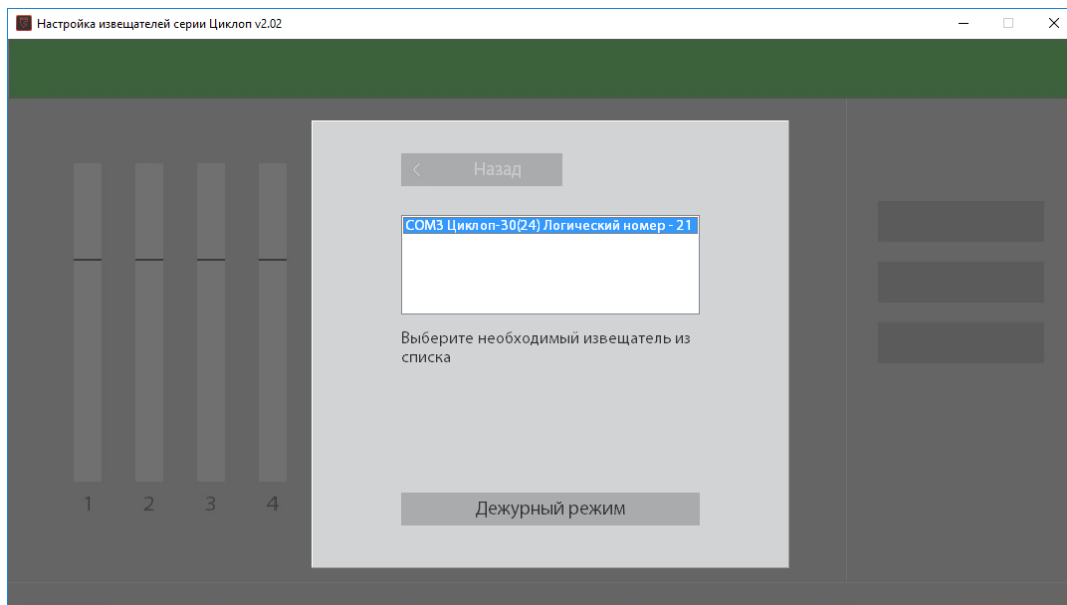 Настройка извещателей серии Циклоп v2.02
< Назад
COM3 Циклоп-30(24) Логический номер - 21
Выберите необходимый извещатель из
списка
1 2 3 4
Дежурный режим